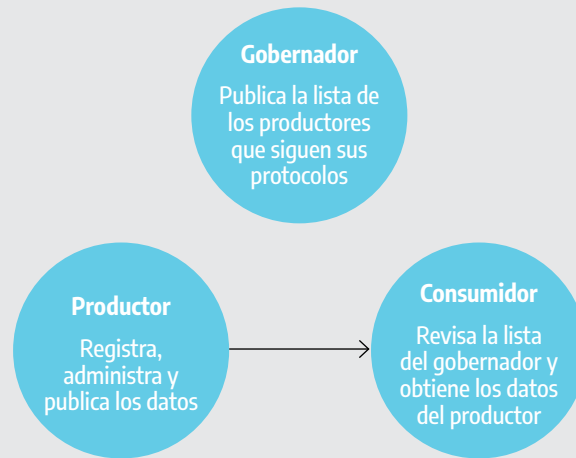 Gobernador
Publica la lista de
los productores
que siguen sus
protocolos
Productor
Registra,
administra y
publica los datos
Consumidor
Revisa la lista
del gobernador y
obtiene los datos
del productor